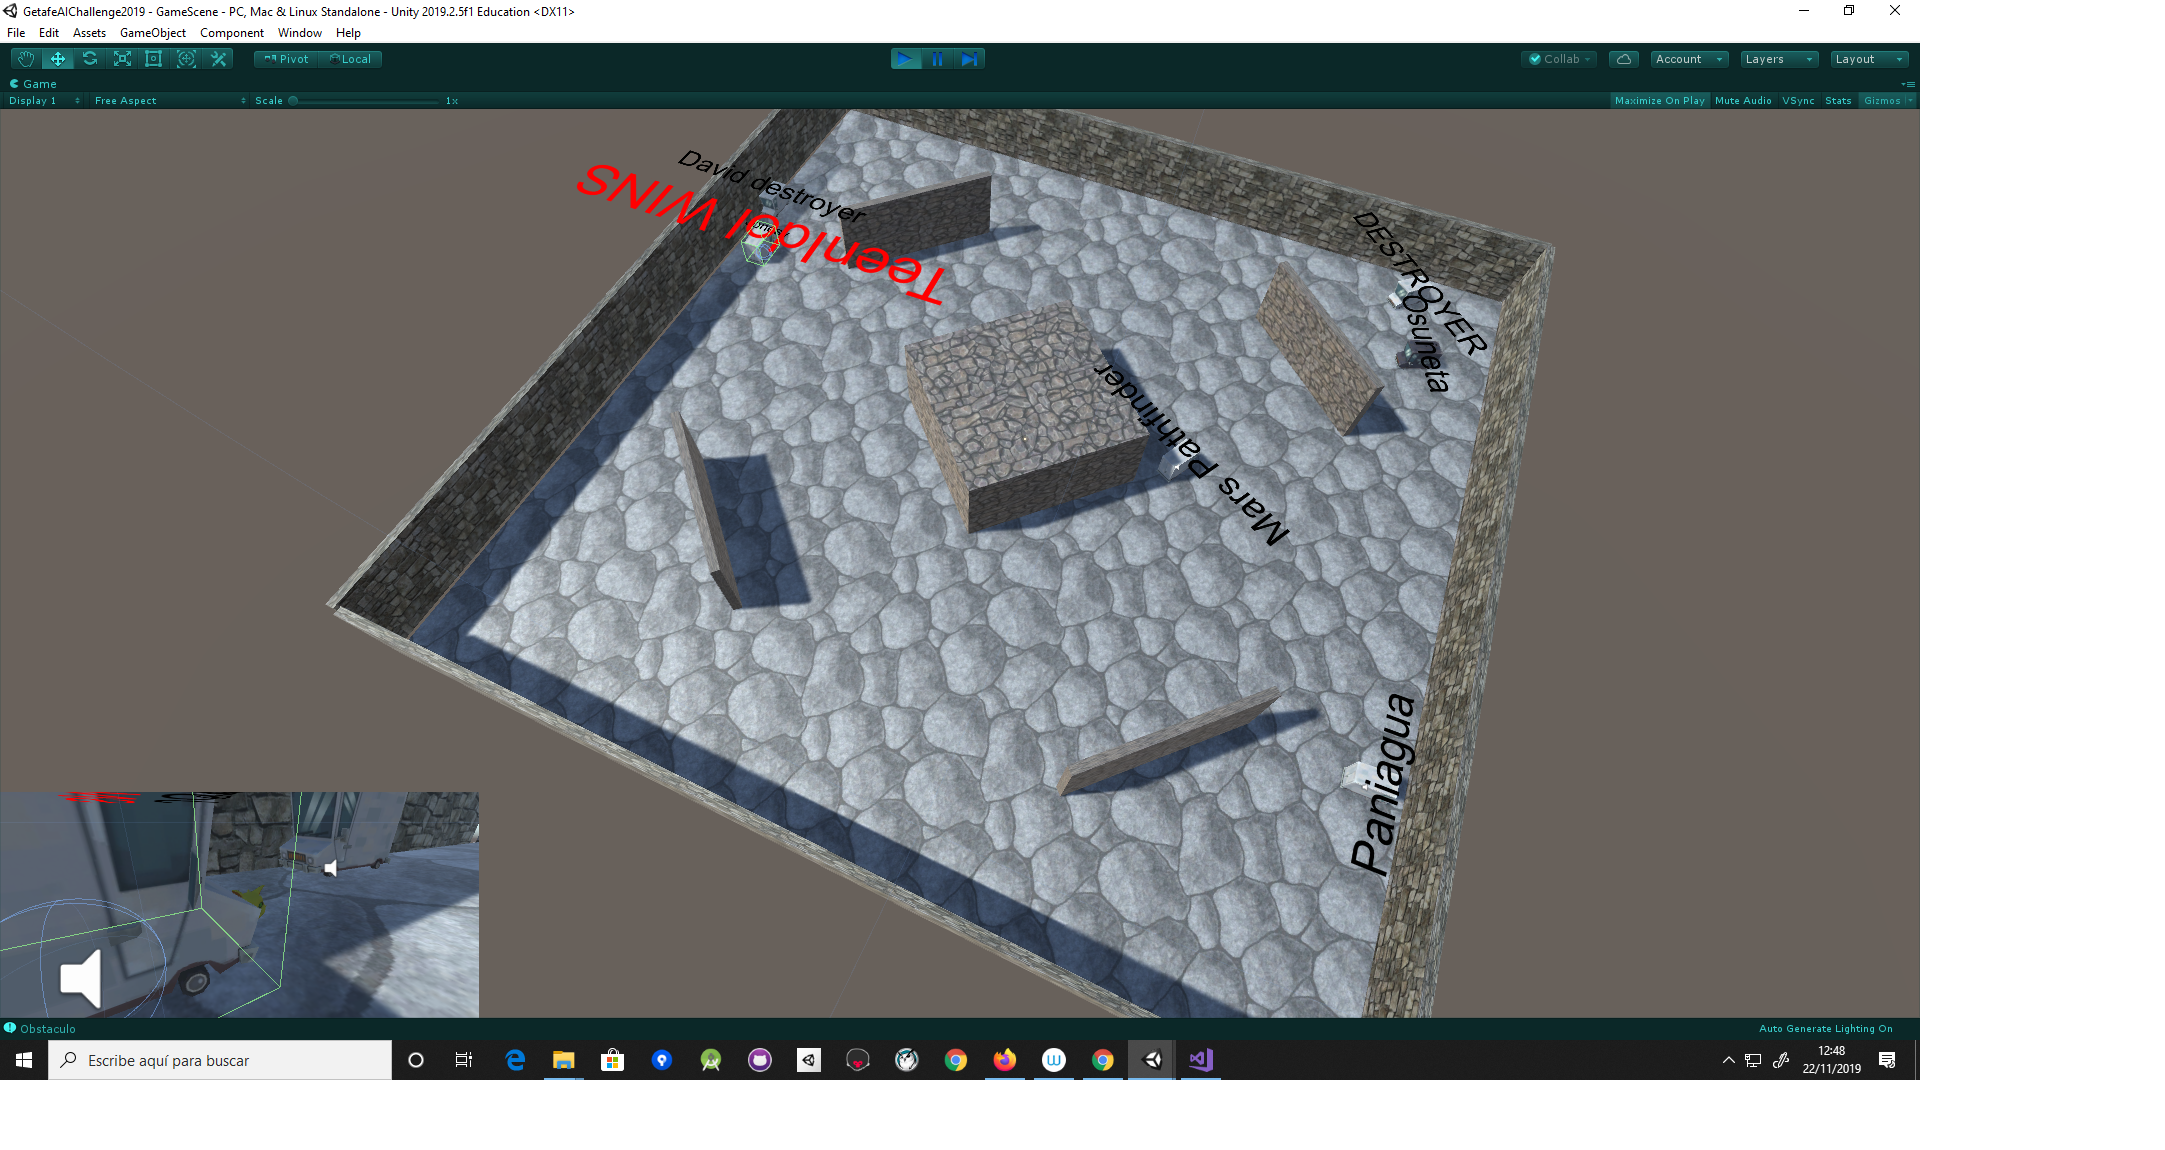 GetafeAIChallenge2019 - GameScene - PC, Mac & Linux Standalone - Unity 2019.2.5f1 Education <DX11>
File Edit Assets GameObject Component Window Help
Pivot Local Collab Account Layers Layout
Game
Display 1 Free Aspect Scale 1x Maximize On Play Mute Audio VSync Stats Gizmos
David destroyer
Teenlool WINS
DESTROYER
Osuneta
Mars Pathfinder
Paniagua
Obstaculo Auto Generate Lighting On
Escribe aquí para buscar
12:48
22/11/2019